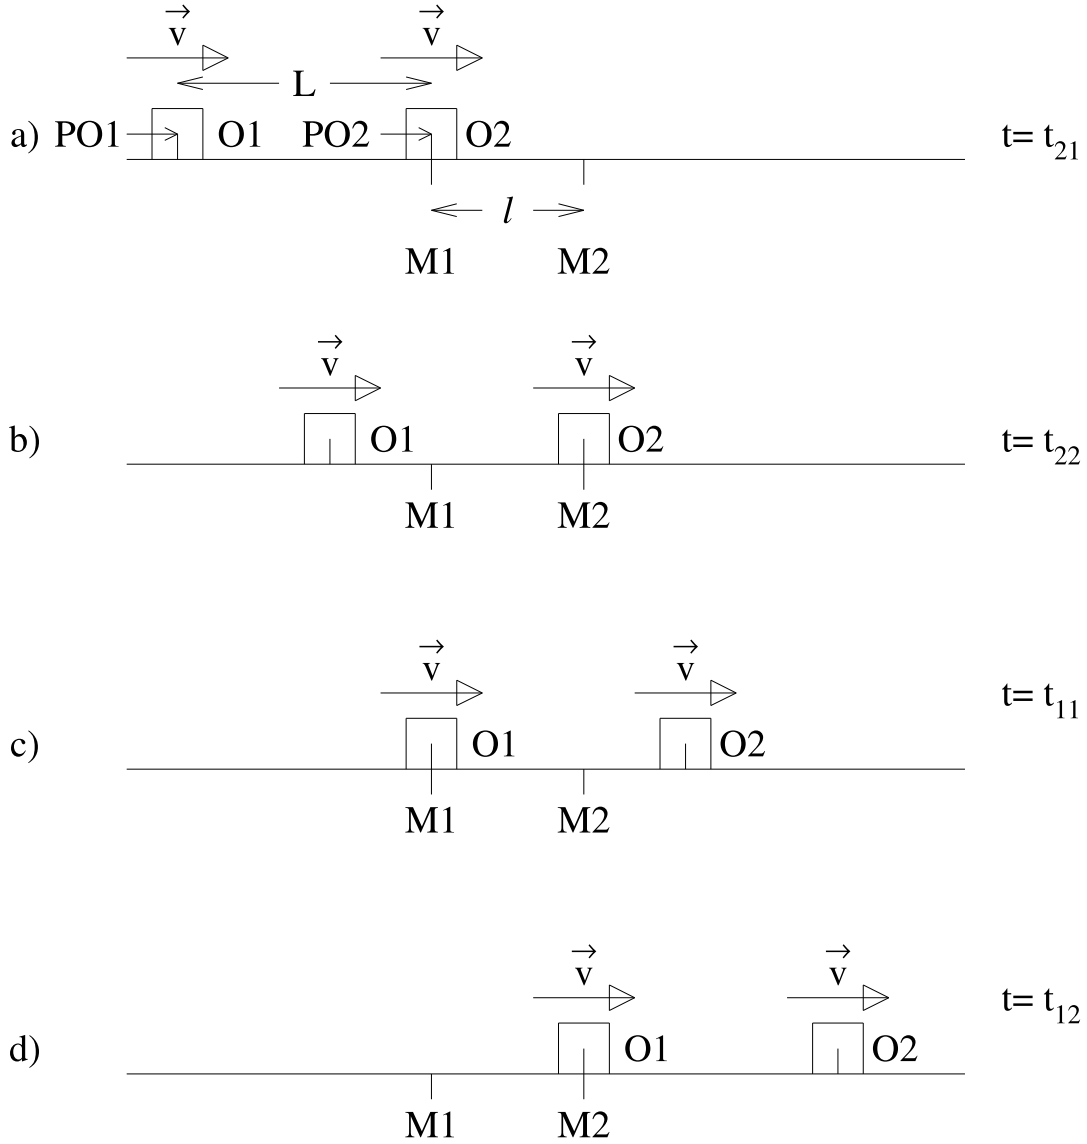 v v
L
a) PO1 O1 PO2 O2 t= t21
l
M1 M2
v v
b) O1 O2 t= t22
M1 M2
v v
t= t11
c) O1 O2
M1 M2
v v
t= t12
d) O1 O2
M1 M2